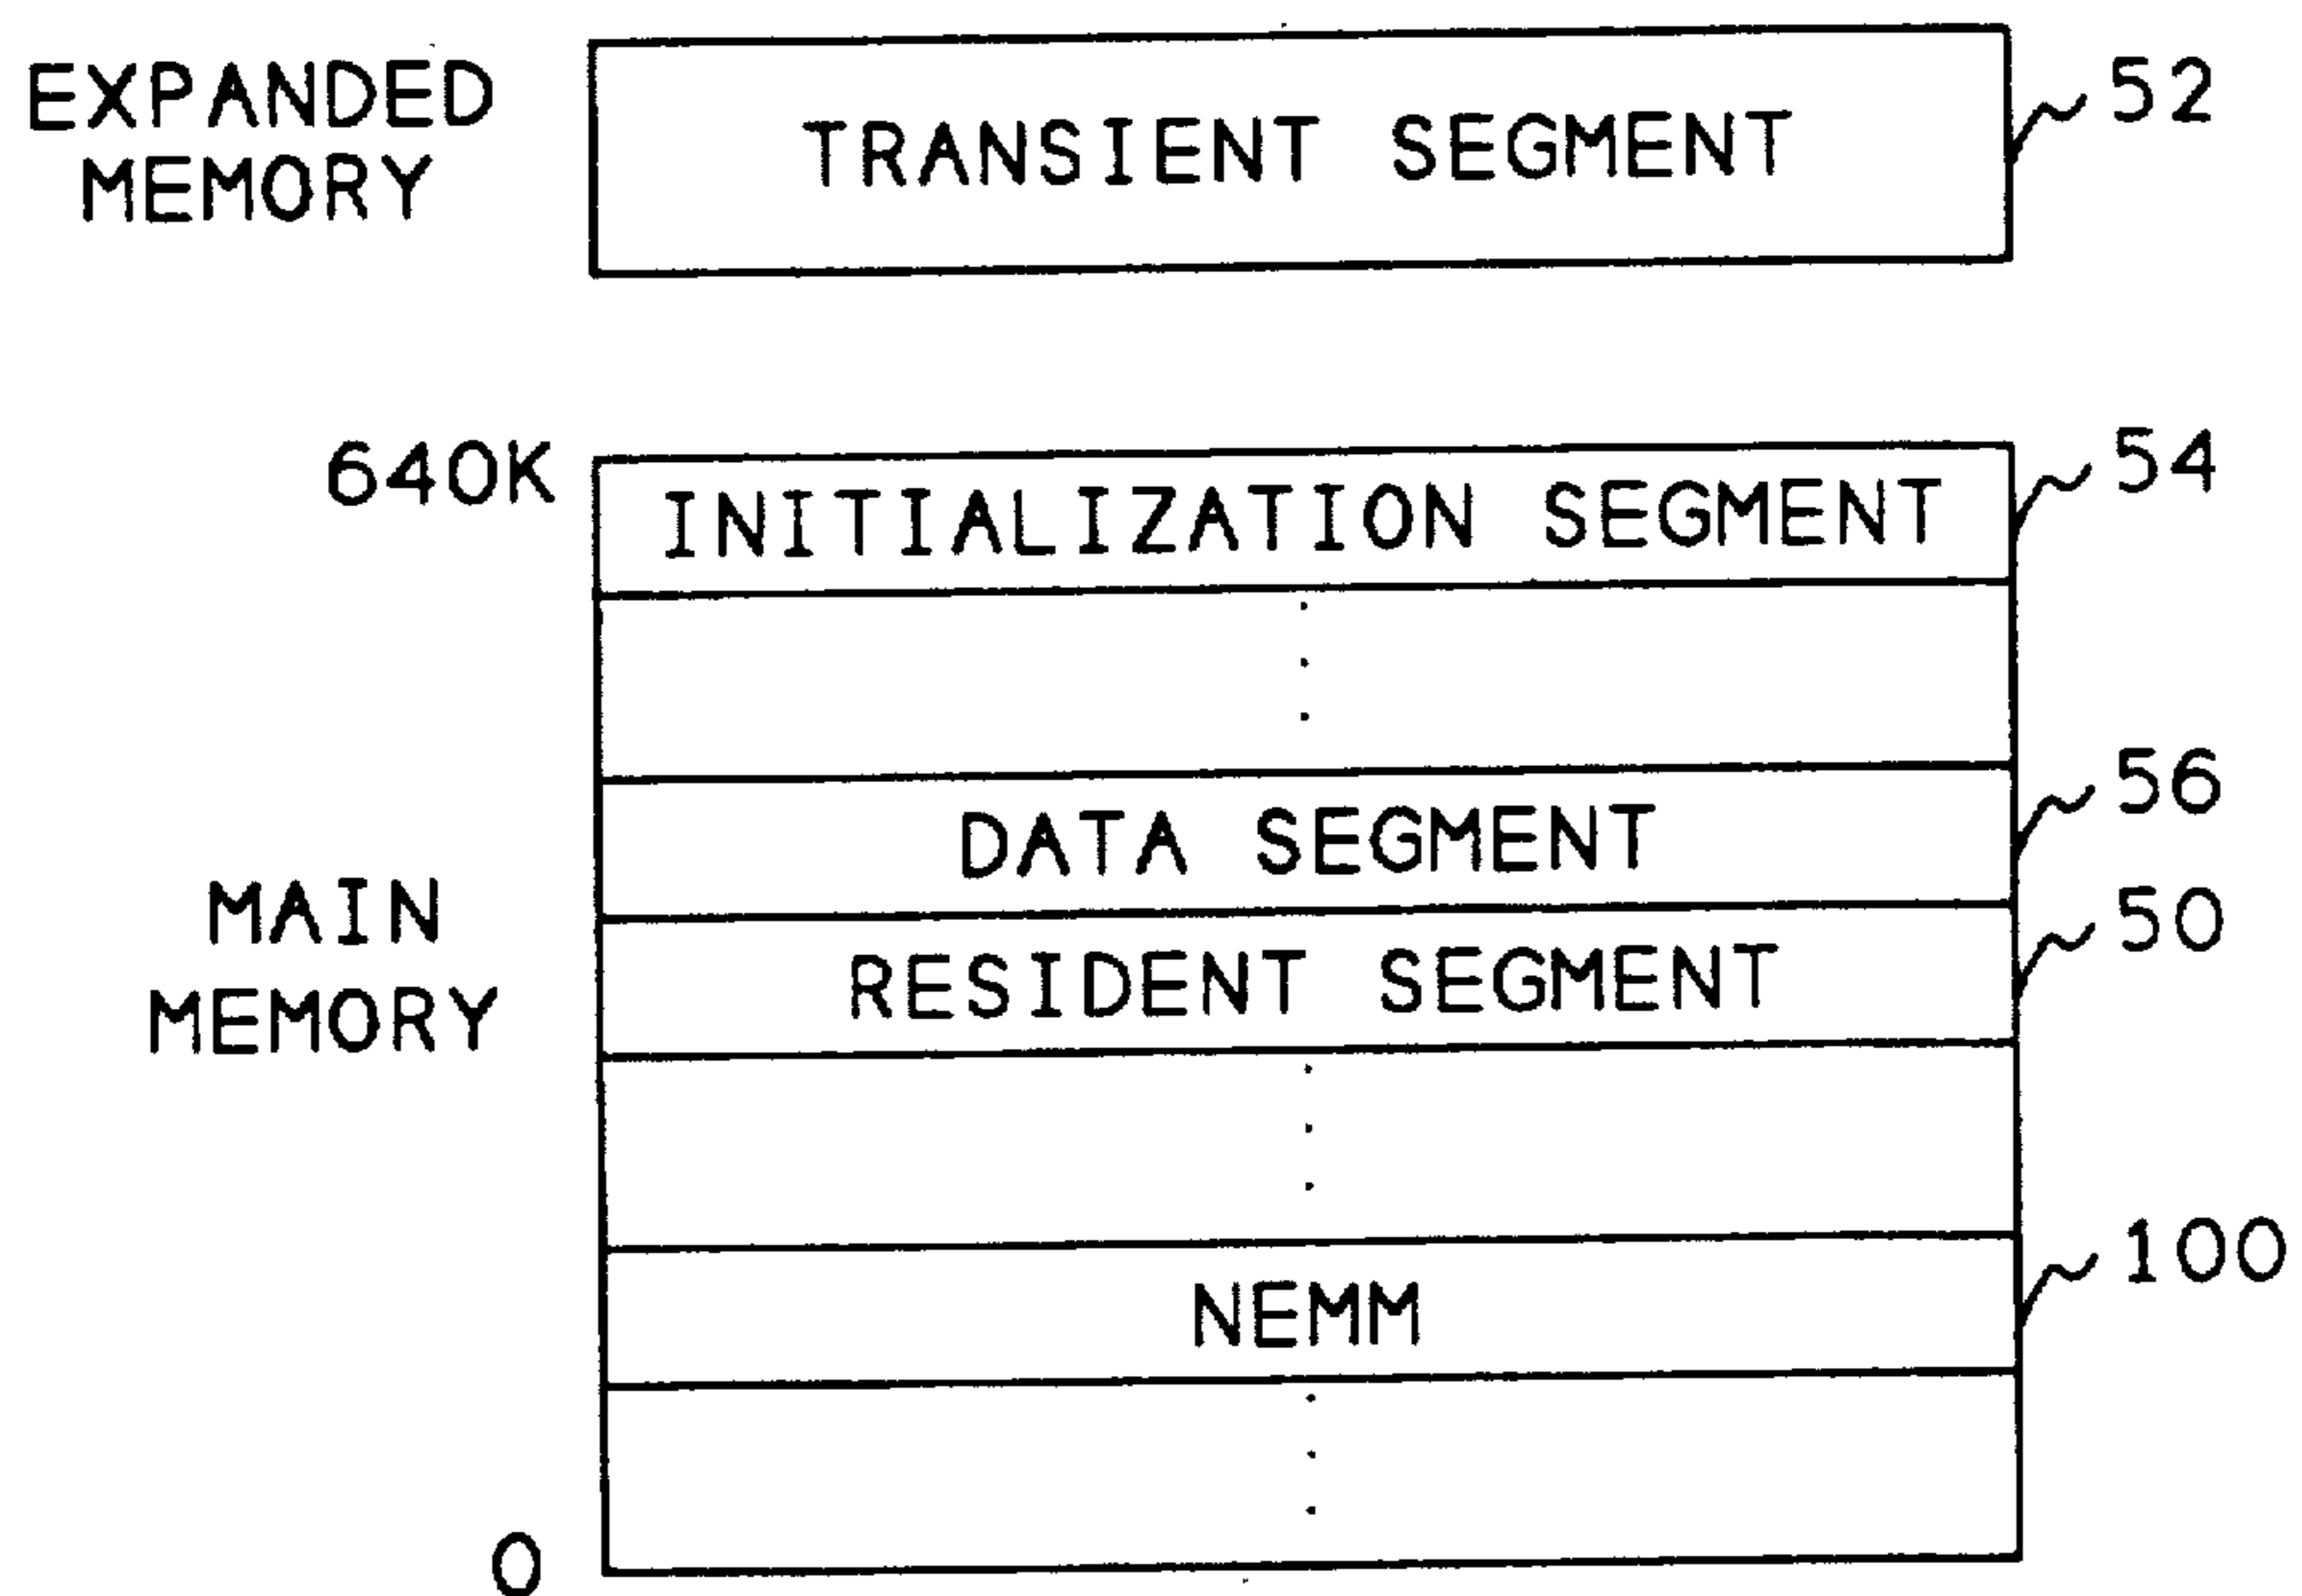 EXPANDED
MEMORY
TRANSIENT SEGMENT
52
640K
INITIALIZATION SEGMENT
54
DATA SEGMENT
56
MAIN
MEMORY
RESIDENT SEGMENT
50
NEMM
100
0